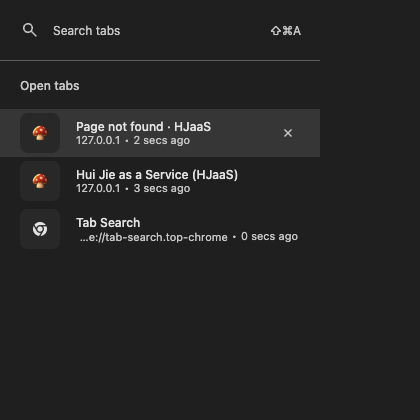 Search tabs ⇧⌘A
Open tabs
Page not found · HJaaS
127.0.0.1 • 2 secs ago
Hui Jie as a Service (HJaaS)
127.0.0.1 • 3 secs ago
Tab Search
…e://tab-search.top-chrome • 0 secs ago